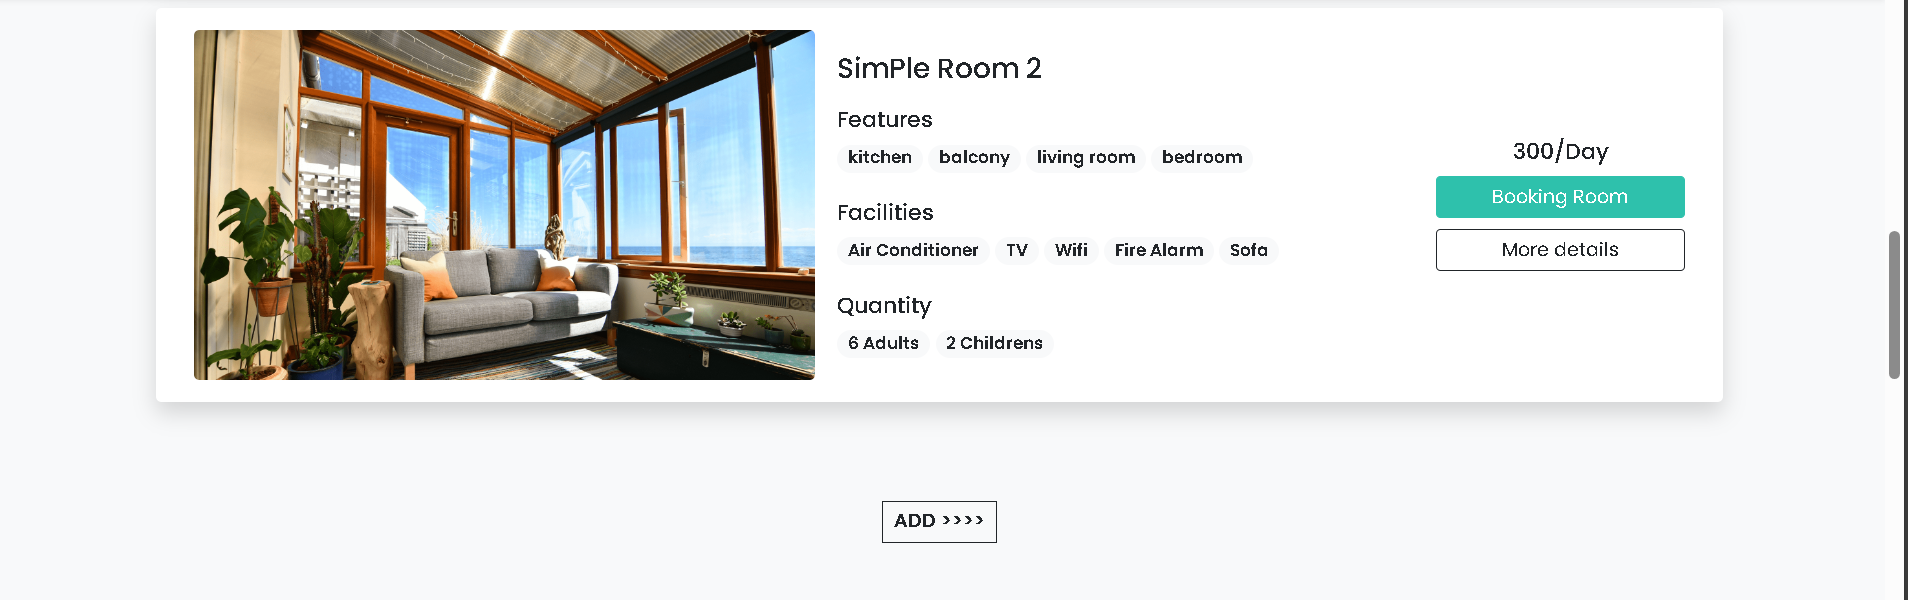 SimPle Room 2
Features
kitchen balcony living room bedroom
Facilities
Air Conditioner TV Wifi Fire Alarm Sofa
Quantity
6 Adults 2 Childrens
300/Day
Booking Room
More details
ADD >>>>